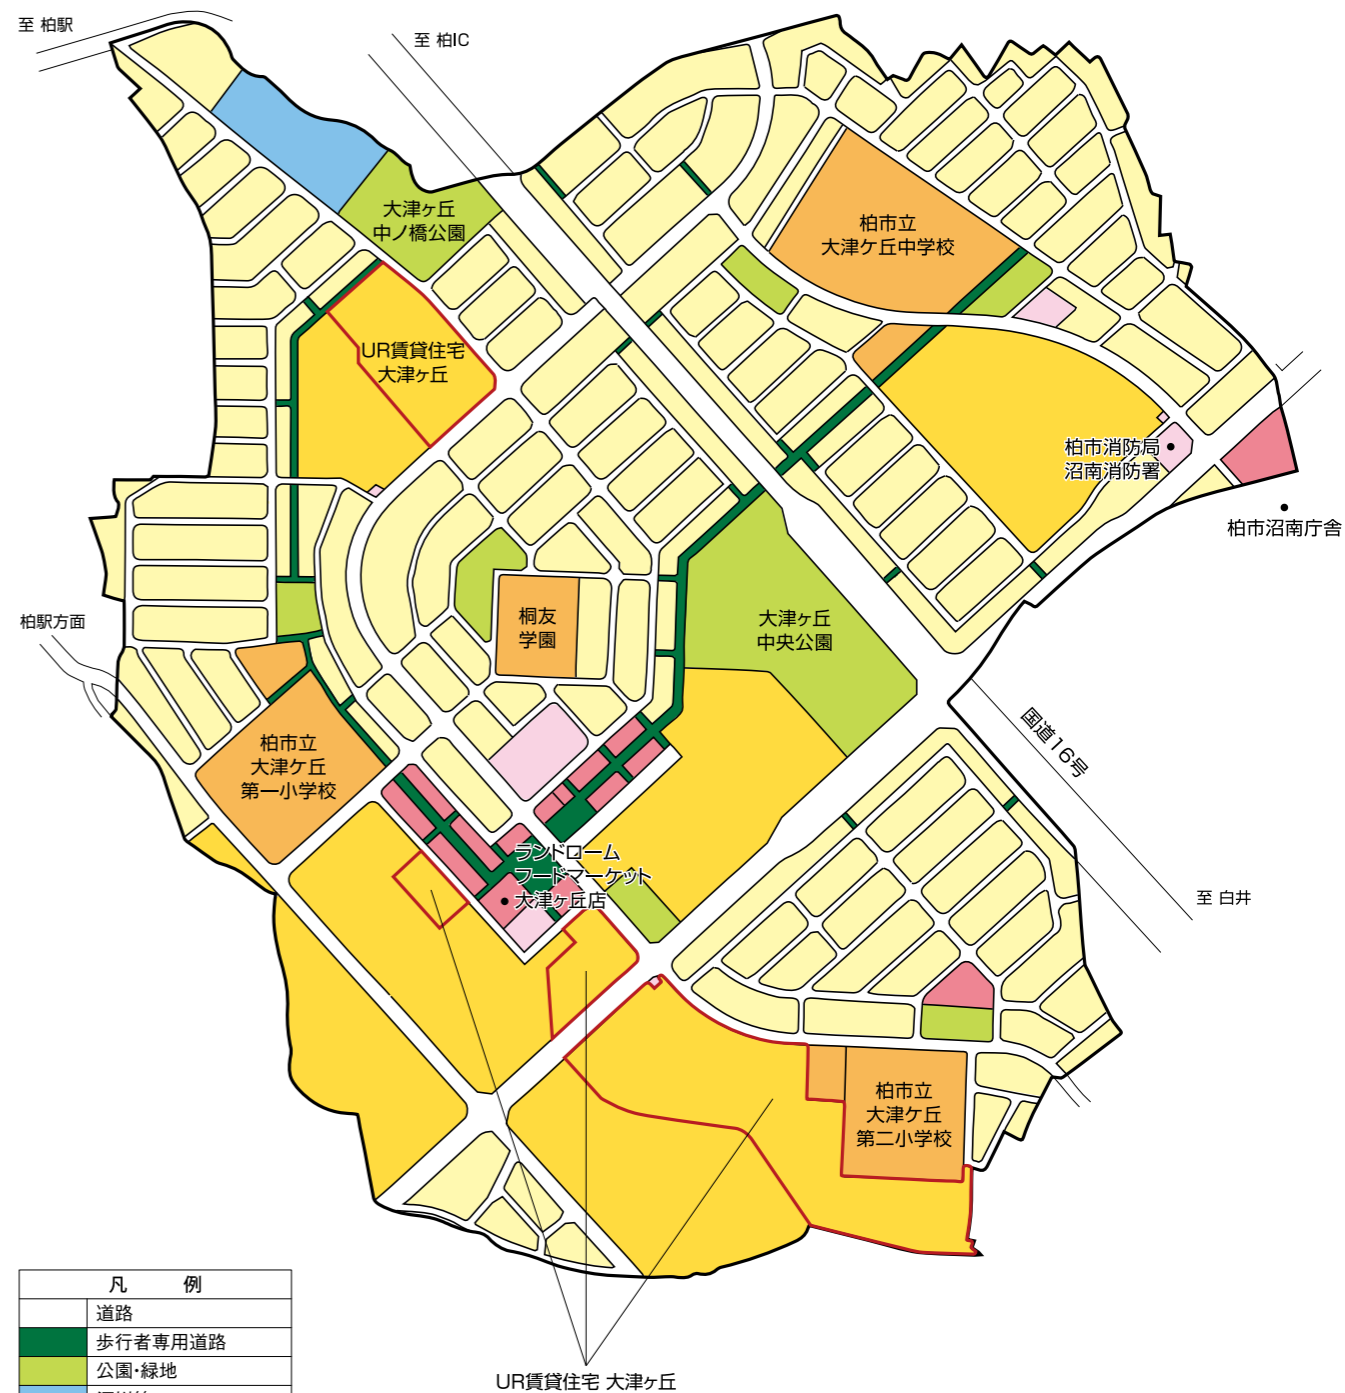 至 柏駅
至 柏IC
大津ヶ丘
中ノ橋公園
柏市立
大津ケ丘中学校
UR賃貸住宅
大津ヶ丘
柏市消防局
沼南消防署
柏市沼南庁舎
桐友
学園
大津ヶ丘
中央公園
柏駅方面
国道16号
柏市立
大津ケ丘
第一小学校
ランドローム
フードマーケット
大津ヶ丘店
至 白井
柏市立
大津ケ丘
第二小学校
UR賃貸住宅 大津ヶ丘
凡 例
道路
歩行者専用道路
公園・緑地